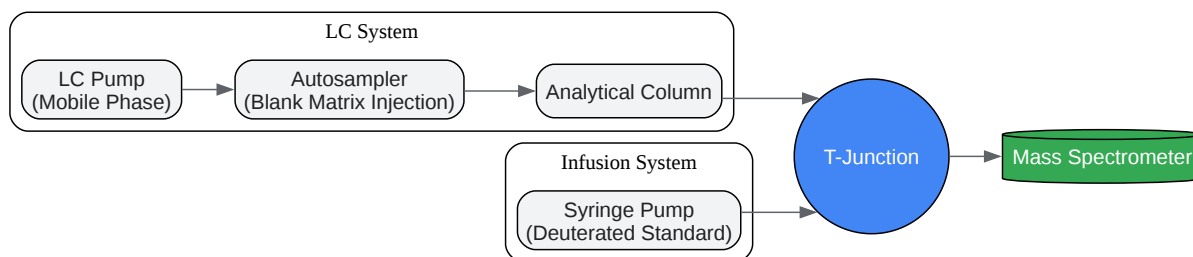 LC System
LC Pump
(Mobile Phase)
Autosampler
(Blank Matrix Injection)
Analytical Column
T-Junction
Mass Spectrometer
Infusion System
Syringe Pump
(Deuterated Standard)